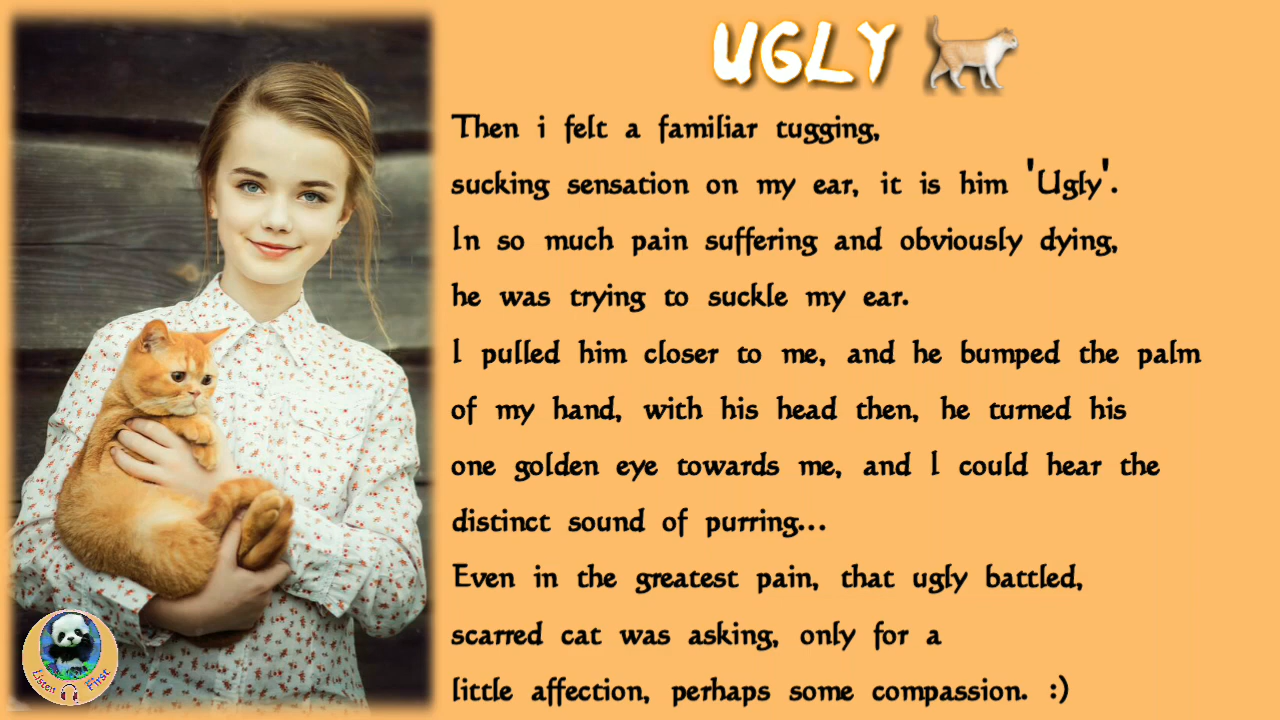 UGLY
Then i felt a familiar tugging,
sucking sensation on my ear, it is him 'Ugly'.
In so much pain suffering and obviously dying,
he was trying to suckle my ear.
I pulled him closer to me, and he bumped the palm
of my hand, with his head then, he turned his
one golden eye towards me, and I could hear the
distinct sound of purring...
Even in the greatest pain, that ugly battled,
scarred cat was asking, only for a
little affection, perhaps some compassion. :)
Listen First